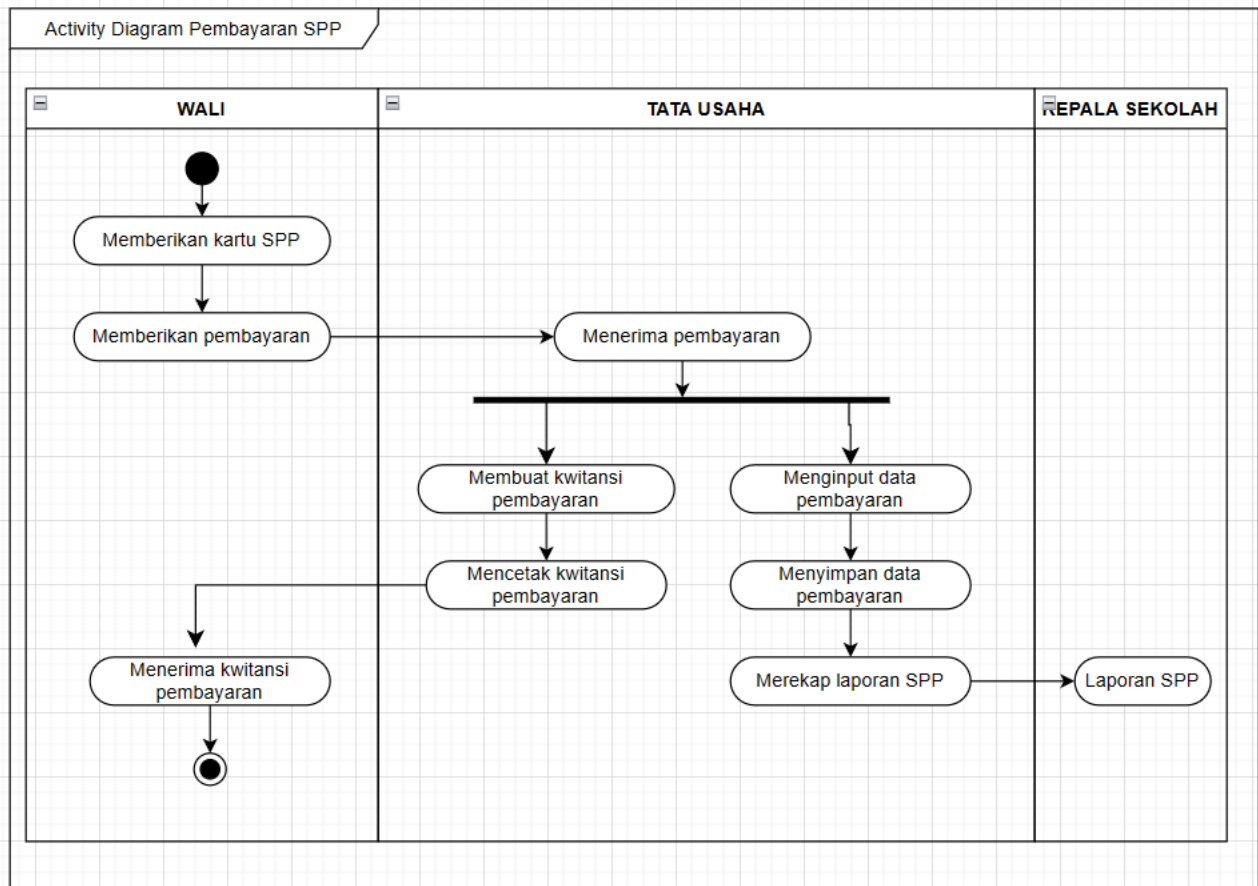 Activity Diagram Pembayaran SPP
WALI
TATA USAHA
KEPALA SEKOLAH
Memberikan kartu SPP
Memberikan pembayaran
Menerima pembayaran
Membuat kwitansi
pembayaran
Menginput data
pembayaran
Mencetak kwitansi
pembayaran
Menyimpan data
pembayaran
Menerima kwitansi
pembayaran
Merekap laporan SPP
Laporan SPP